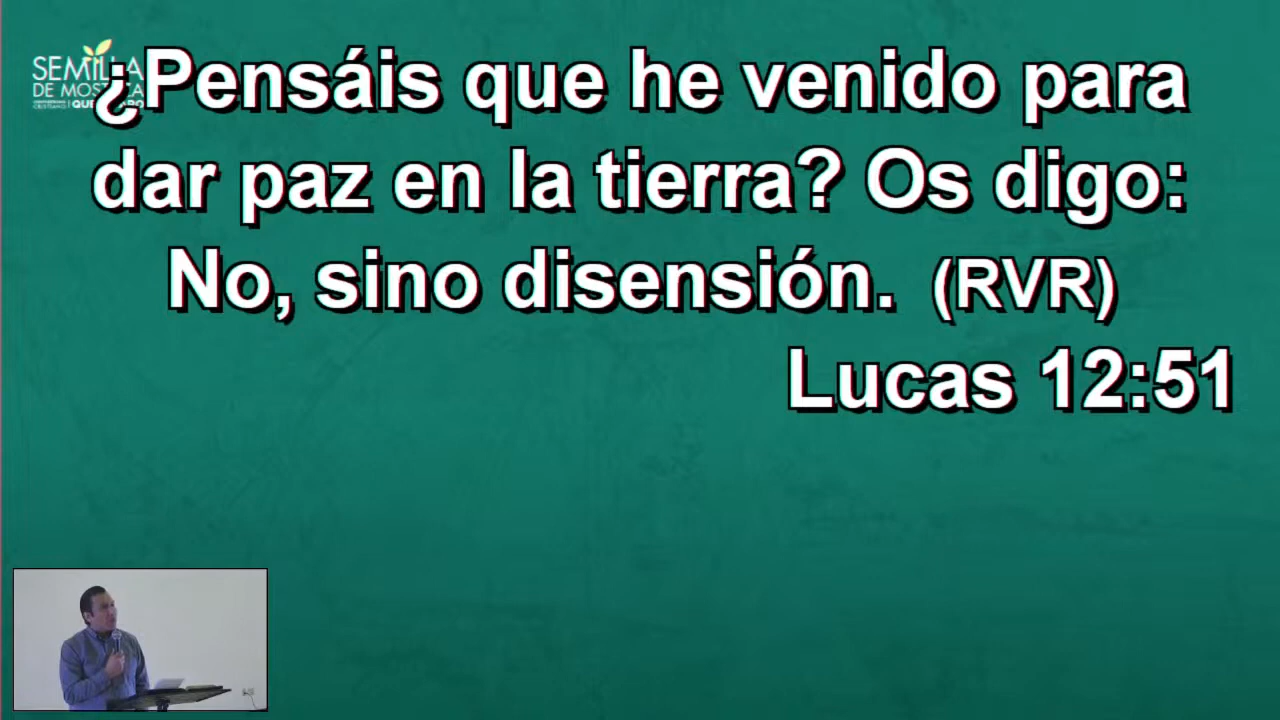 SEMILLA
DE MOSTAZA
¿Pensáis que he venido para
dar paz en la tierra? Os digo:
No, sino disensión. (RVR)
Lucas 12:51